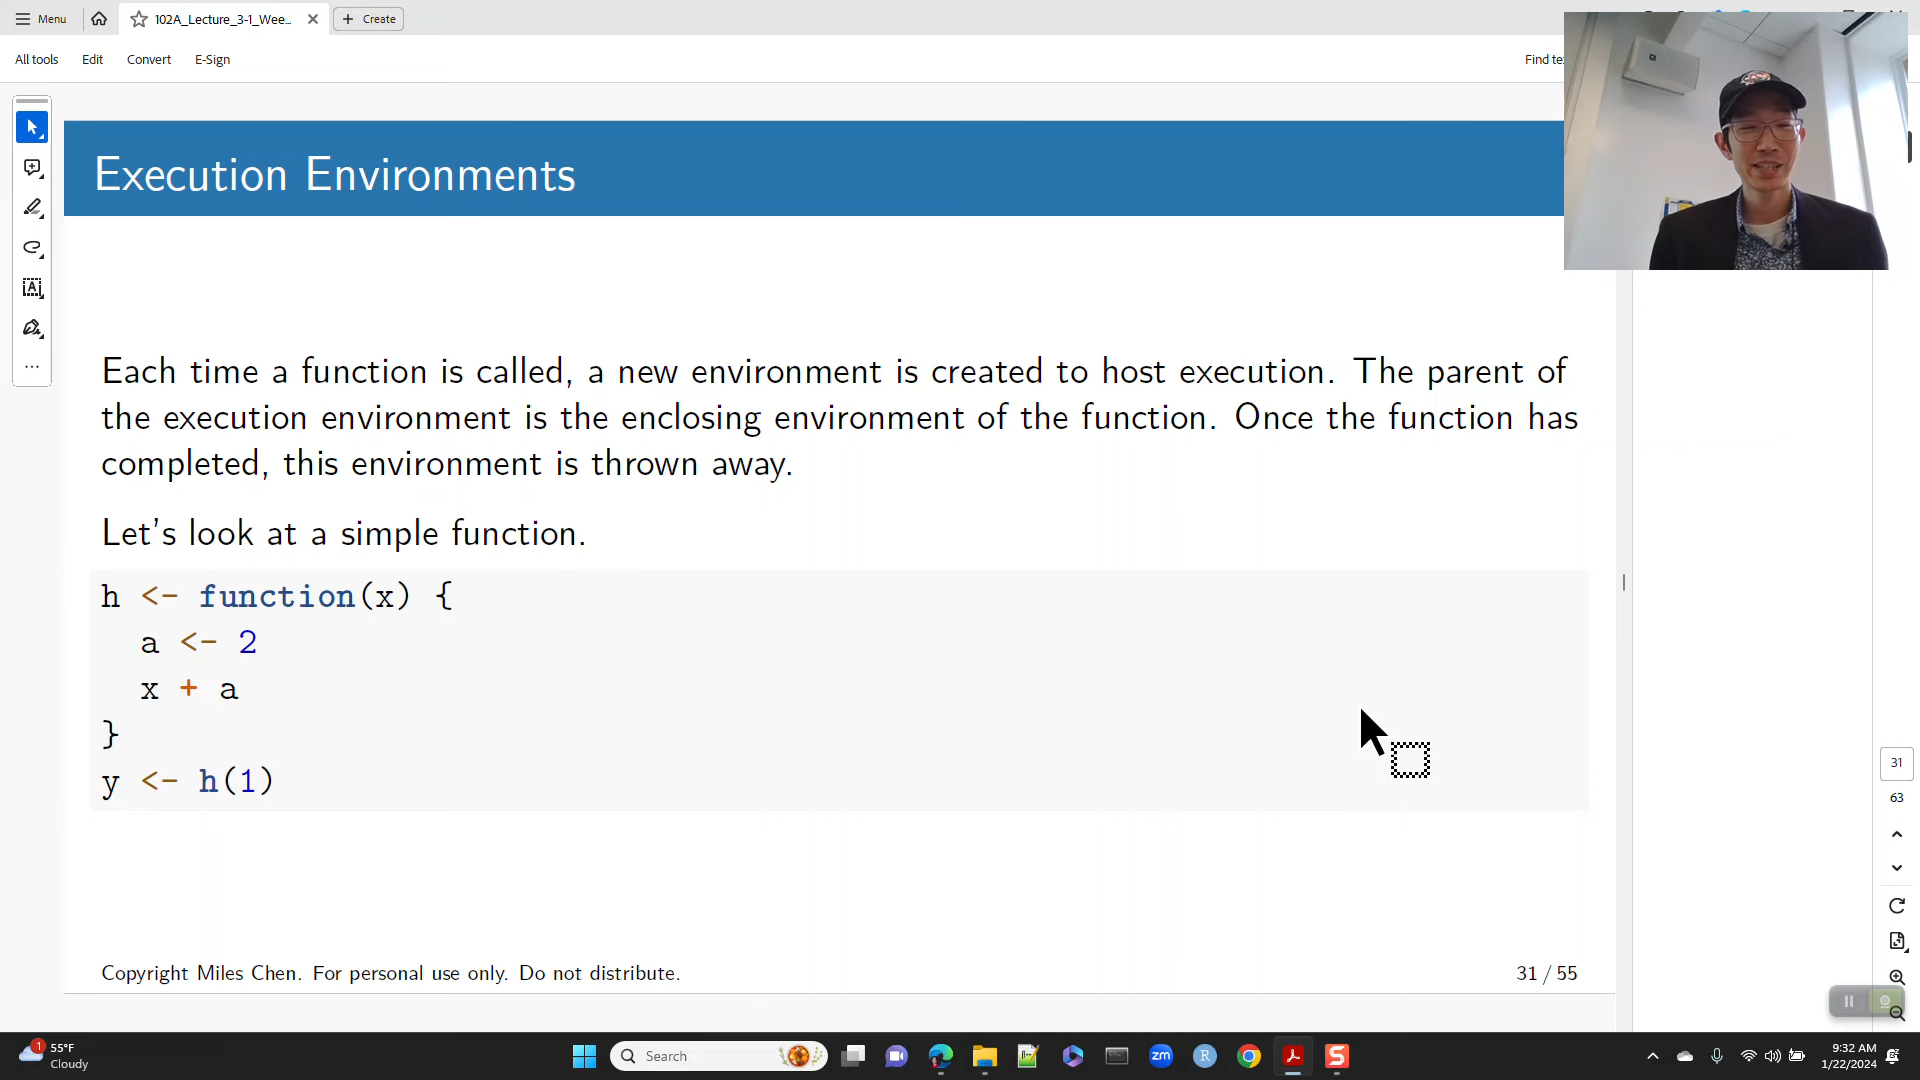 Menu
102A_Lecture_3-1_Wee...
Create
All tools
Edit
Convert
E-Sign
Find te
Execution Environments
Each time a function is called, a new environment is created to host execution. The parent of
the execution environment is the enclosing environment of the function. Once the function has
completed, this environment is thrown away.
Let's look at a simple function.
h <- function(x) {
a <- 2
x + a
}
y <- h(1)
31
63
Copyright Miles Chen. For personal use only. Do not distribute.
31 / 55
1
55°F
Cloudy
Search
zm
R
S
9:32 AM
1/22/2024